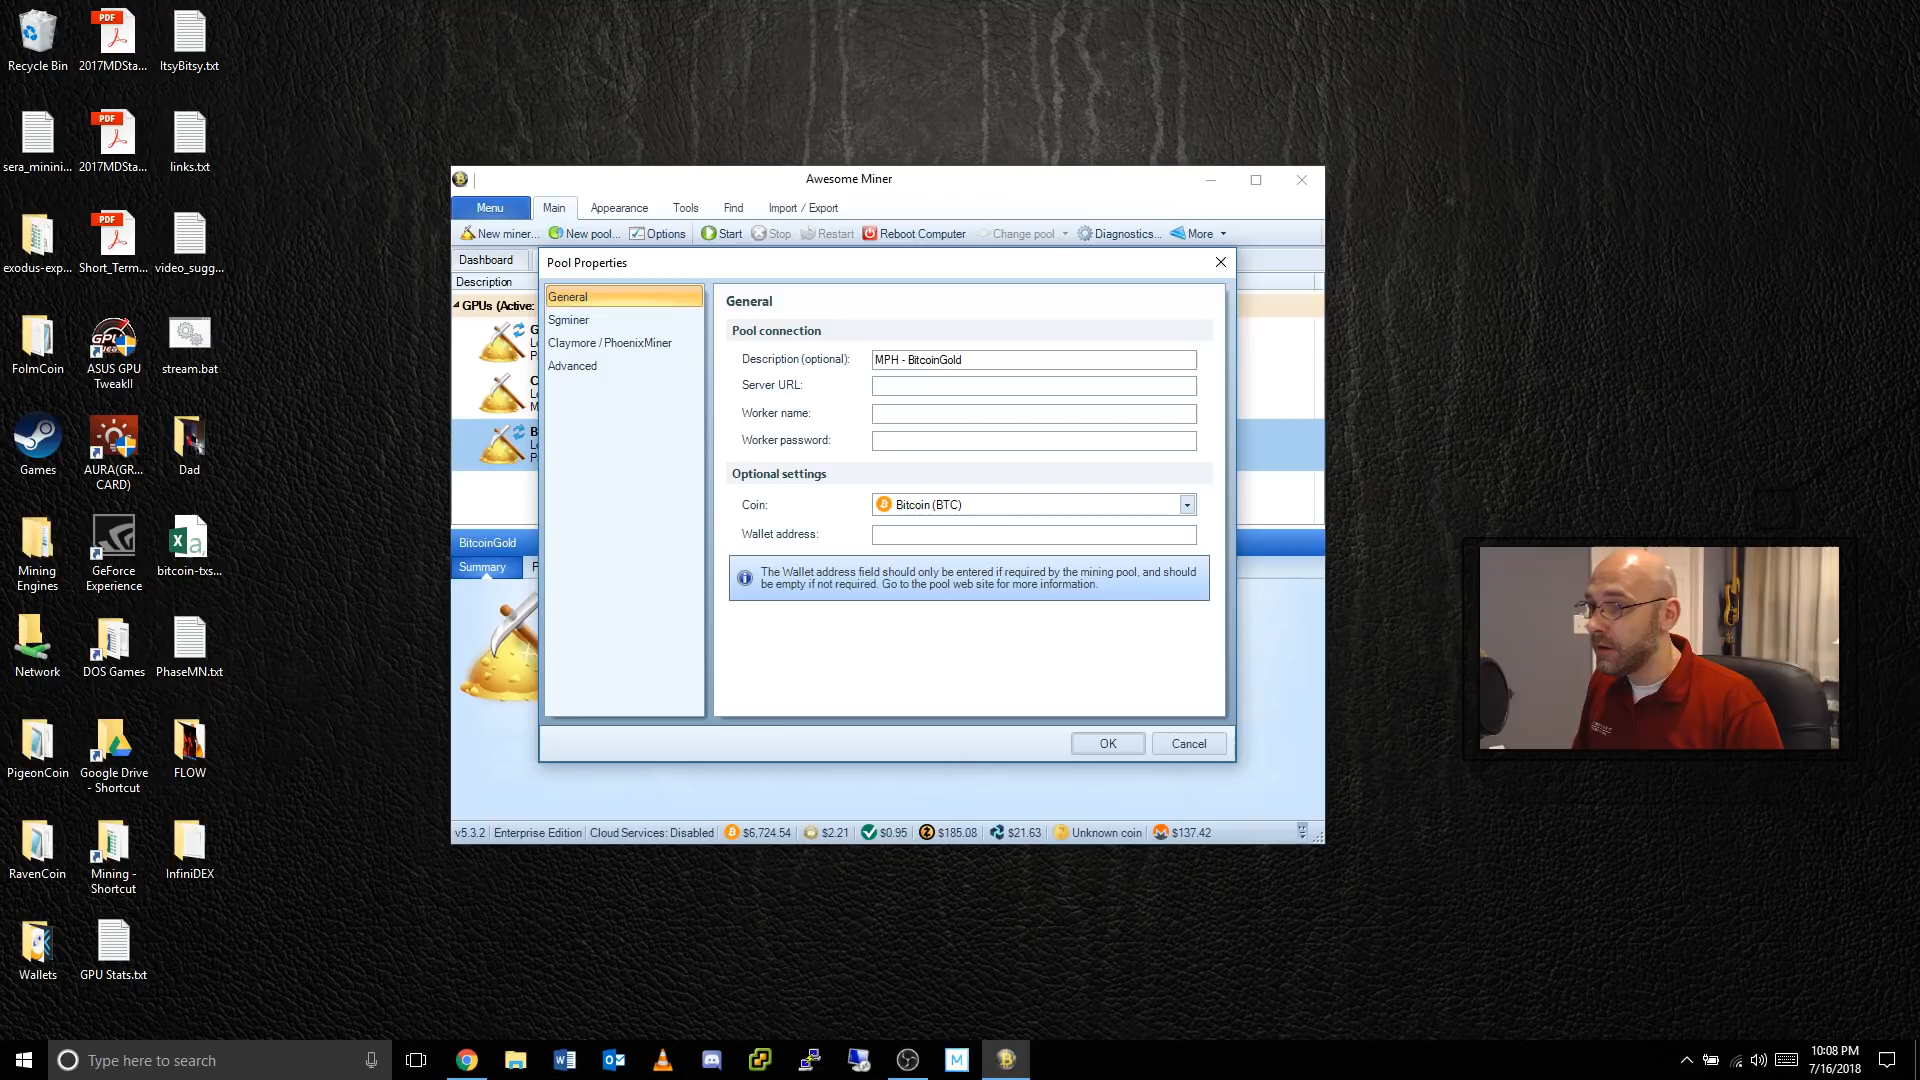 Recycle Bin
2017MDSta...
ItsyBitsy.txt
sera_minini...
2017MDSta...
links.txt
exodus-exp...
Short_Term...
video_sugg...
FolmCoin
ASUS GPU
TweakII
stream.bat
Games
AURA(GR...
CARD)
Dad
Mining
Engines
GeForce
Experience
bitcoin-txs...
Network
DOS Games
PhaseMN.txt
PigeonCoin
Google Drive
- Shortcut
FLOW
RavenCoin
Mining -
Shortcut
InfiniDEX
Wallets
GPU Stats.txt
Awesome Miner
Menu Main Appearance Tools Find Import / Export
New miner... New pool... Options Start Stop Restart Reboot Computer Change pool Diagnostics... More
Dashboard
Description
GPUs (Active:
BitcoinGold
Summary
Pool Properties
General
Sgminer
Claymore / PhoenixMiner
Advanced
General
Pool connection
Description (optional): MPH - BitcoinGold
Server URL:
Worker name:
Worker password:
Optional settings
Coin: Bitcoin (BTC)
Wallet address:
The Wallet address field should only be entered if required by the mining pool, and should
be empty if not required. Go to the pool web site for more information.
OK Cancel
v5.3.2 Enterprise Edition Cloud Services: Disabled $6,724.54 $2.21 $0.95 $185.08 $21.63 Unknown coin $137.42
Type here to search
10:08 PM
7/16/2018